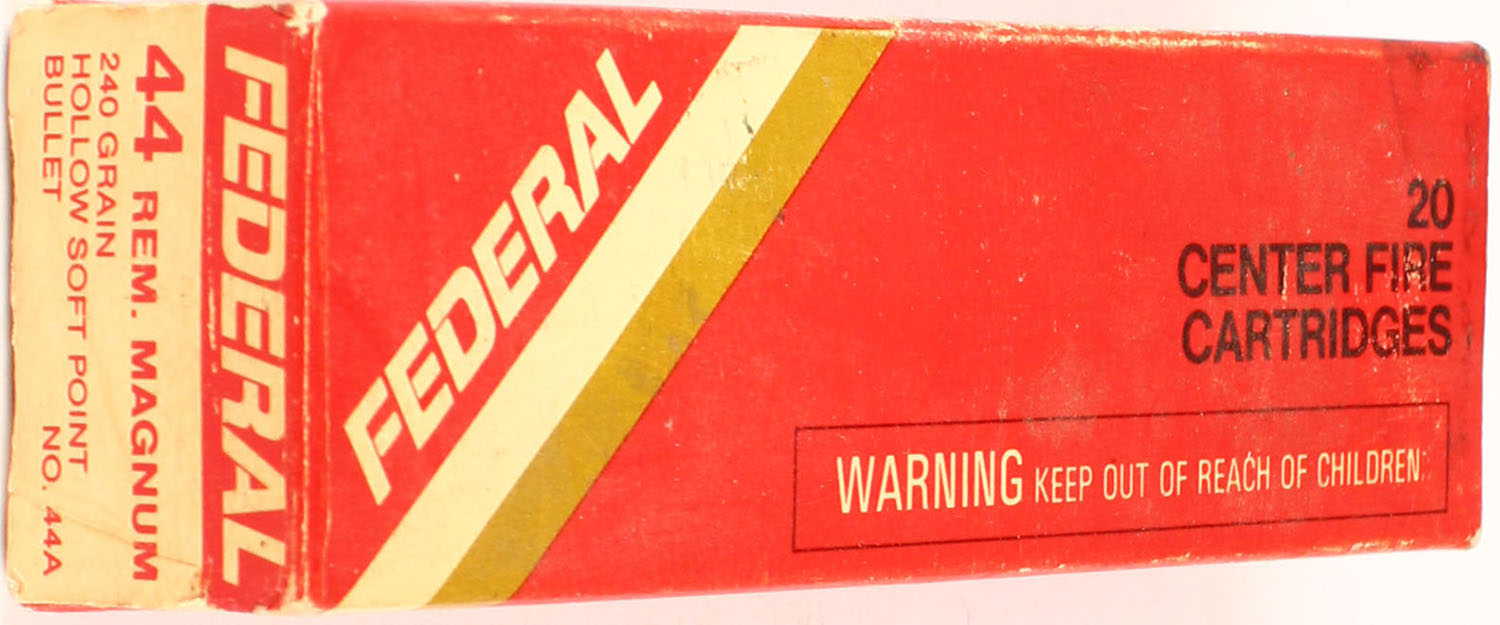 FEDERAL
44 REM. MAGNUM
240 GRAIN
HOLLOW SOFT POINT
BULLET NO. 44A
FEDERAL
20
CENTER FIRE
CARTRIDGES
WARNING KEEP OUT OF REACH OF CHILDREN.